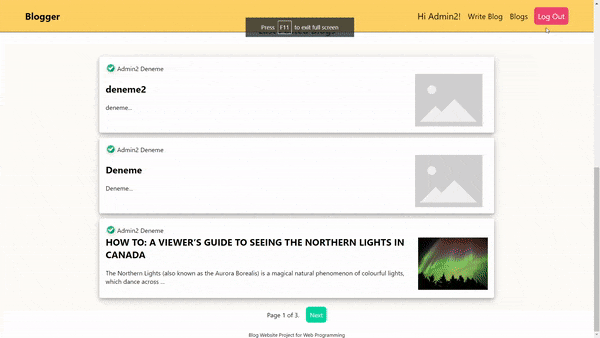 Blogger
Hi Admin2! Write Blog Blogs Log Out
Press F11 to exit full screen
Admin2 Deneme
deneme2
deneme...
Admin2 Deneme
Deneme
Deneme...
Admin2 Deneme
HOW TO: A VIEWER'S GUIDE TO SEEING THE NORTHERN LIGHTS IN
CANADA
The Northern Lights (also known as the Aurora Borealis) is a magical natural phenomenon of colourful lights,
which dance across ...
Page 1 of 3. Next
Blog Website Project for Web Programming